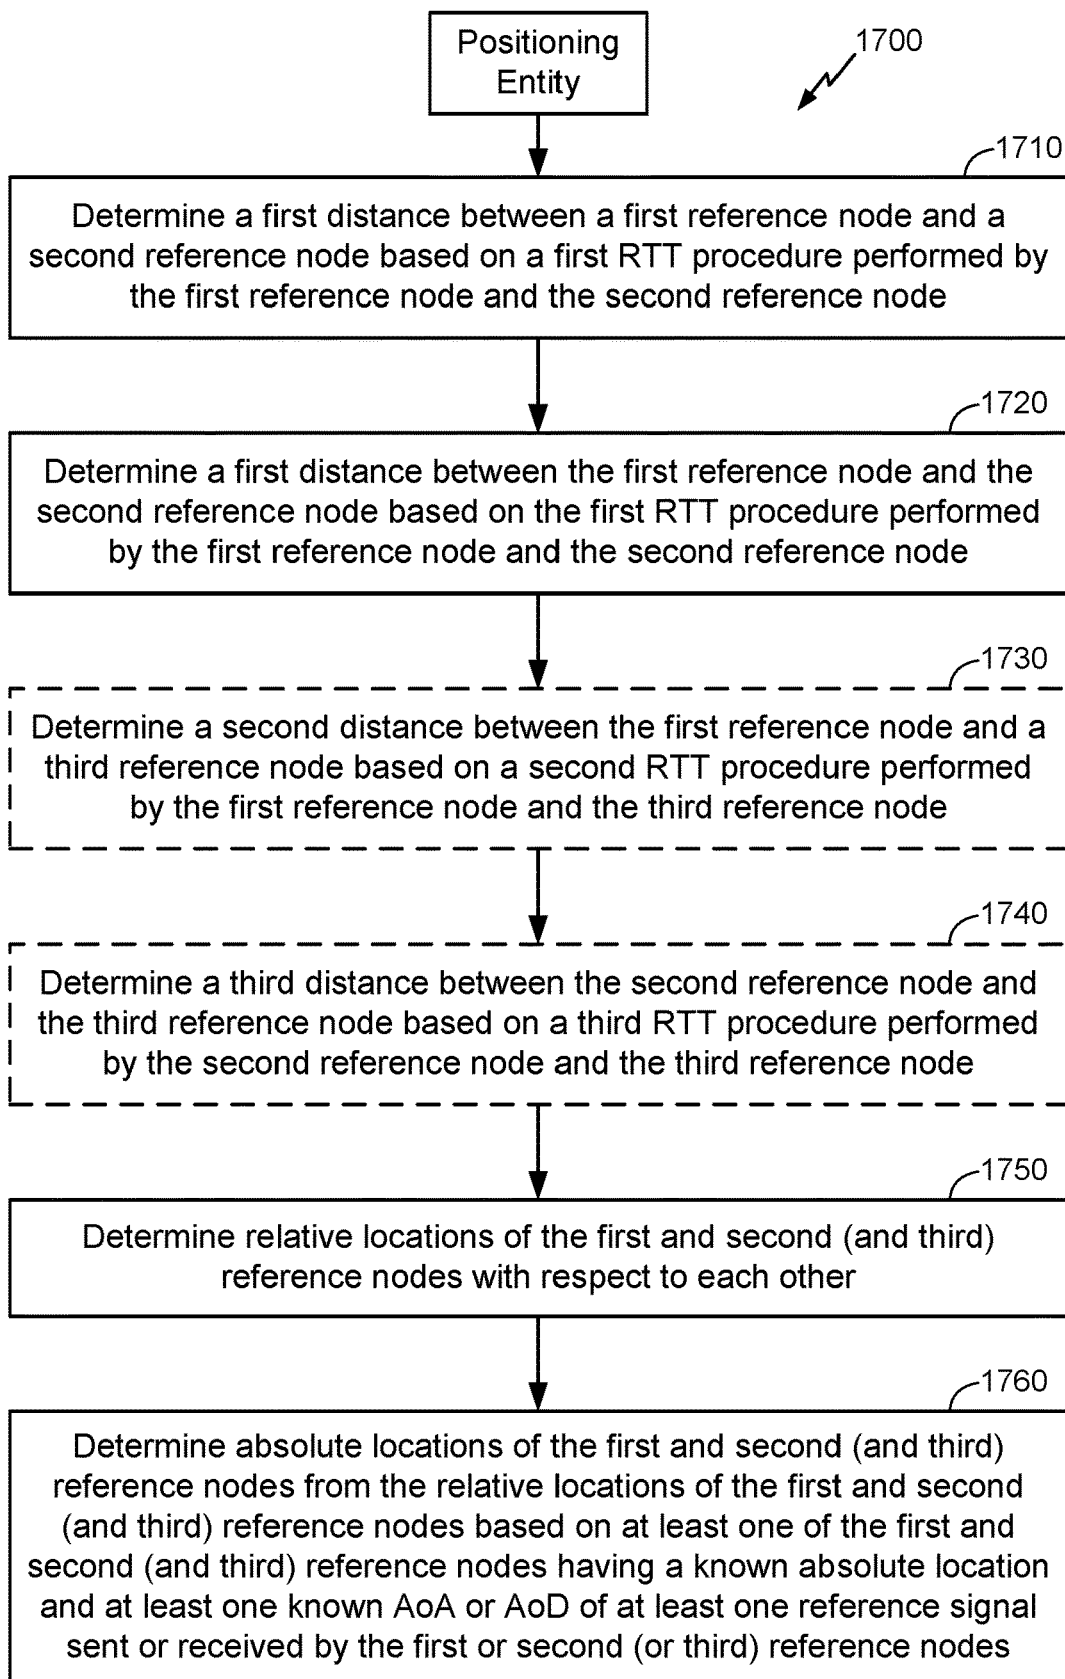 Positioning
Entity
1700
1710
Determine a first distance between a first reference node and a
second reference node based on a first RTT procedure performed by
the first reference node and the second reference node
1720
Determine a first distance between the first reference node and the
second reference node based on the first RTT procedure performed
by the first reference node and the second reference node
1730
Determine a second distance between the first reference node and a
third reference node based on a second RTT procedure performed
by the first reference node and the third reference node
1740
Determine a third distance between the second reference node and
the third reference node based on a third RTT procedure performed
by the second reference node and the third reference node
1750
Determine relative locations of the first and second (and third)
reference nodes with respect to each other
1760
Determine absolute locations of the first and second (and third)
reference nodes from the relative locations of the first and second
(and third) reference nodes based on at least one of the first and
second (and third) reference nodes having a known absolute location
and at least one known AoA or AoD of at least one reference signal
sent or received by the first or second (or third) reference nodes